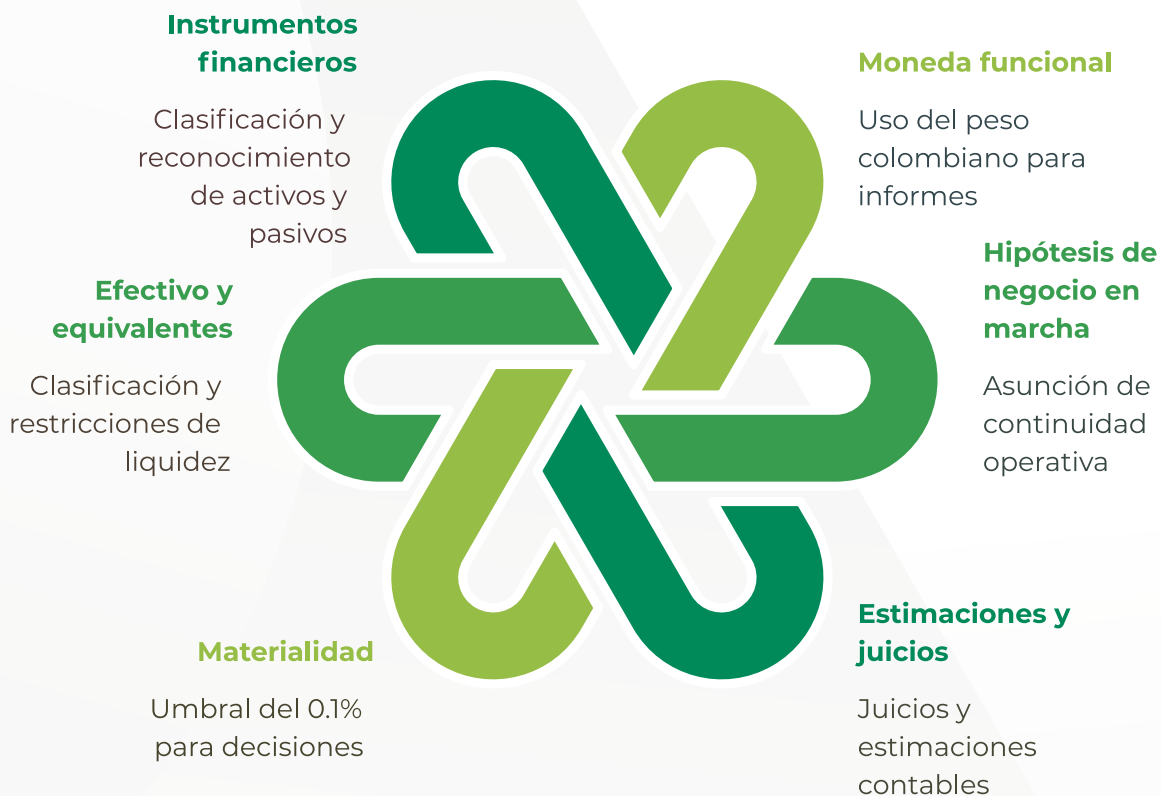 Instrumentos
financieros
Clasificación y
reconocimiento
de activos y
pasivos
Moneda funcional
Uso del peso
colombiano para
informes
Efectivo y
equivalentes
Clasificación y
restricciones de
liquidez
Hipótesis de
negocio en
marcha
Asunción de
continuidad
operativa
Materialidad
Umbral del 0.1%
para decisiones
Estimaciones y
juicios
Juicios y
estimaciones
contables